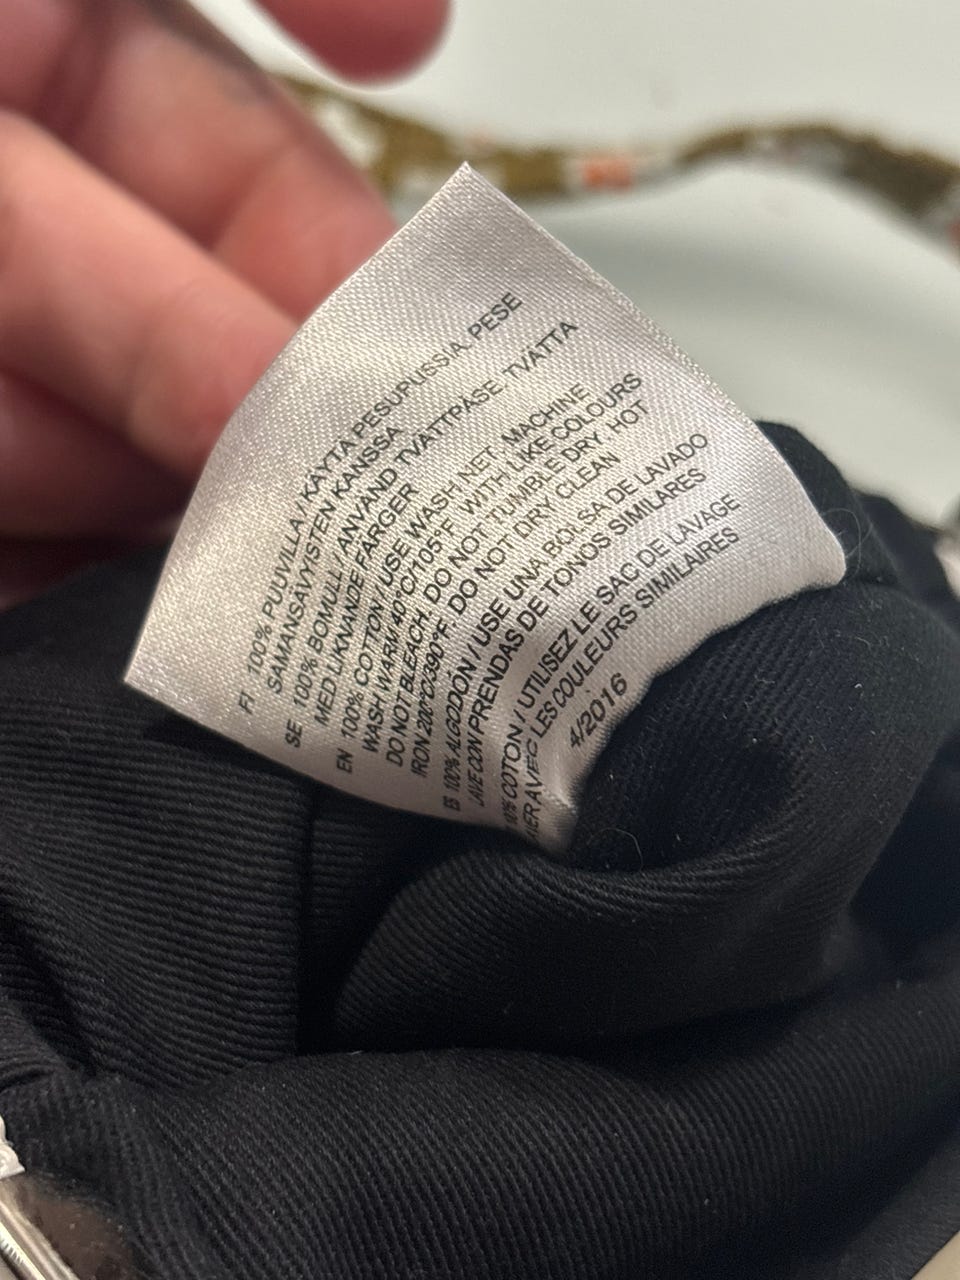 FI 100% PUUVILLA / KÄYTÄ PESUPUSSIA. PESE
SAMANSÄVYISTEN KANSSA
SE 100% BOMULL / ANVÄND TVÄTTPÅSE. TVÄTTA
MED LIKNANDE FÄRGER
EN 100% COTTON / USE WASH NET. MACHINE
WASH WARM 40°C/105°F WITH LIKE COLOURS
DO NOT BLEACH. DO NOT TUMBLE DRY. HOT
IRON 200°C/390°F. DO NOT DRY CLEAN
ES 100% ALGODÓN / USE UNA BOLSA DE LAVADO
LAVE CON PRENDAS DE TONOS SIMILARES
COTON / UTILISEZ LE SAC DE LAVAGE
AVEC LES COULEURS SIMILAIRES
4/2016